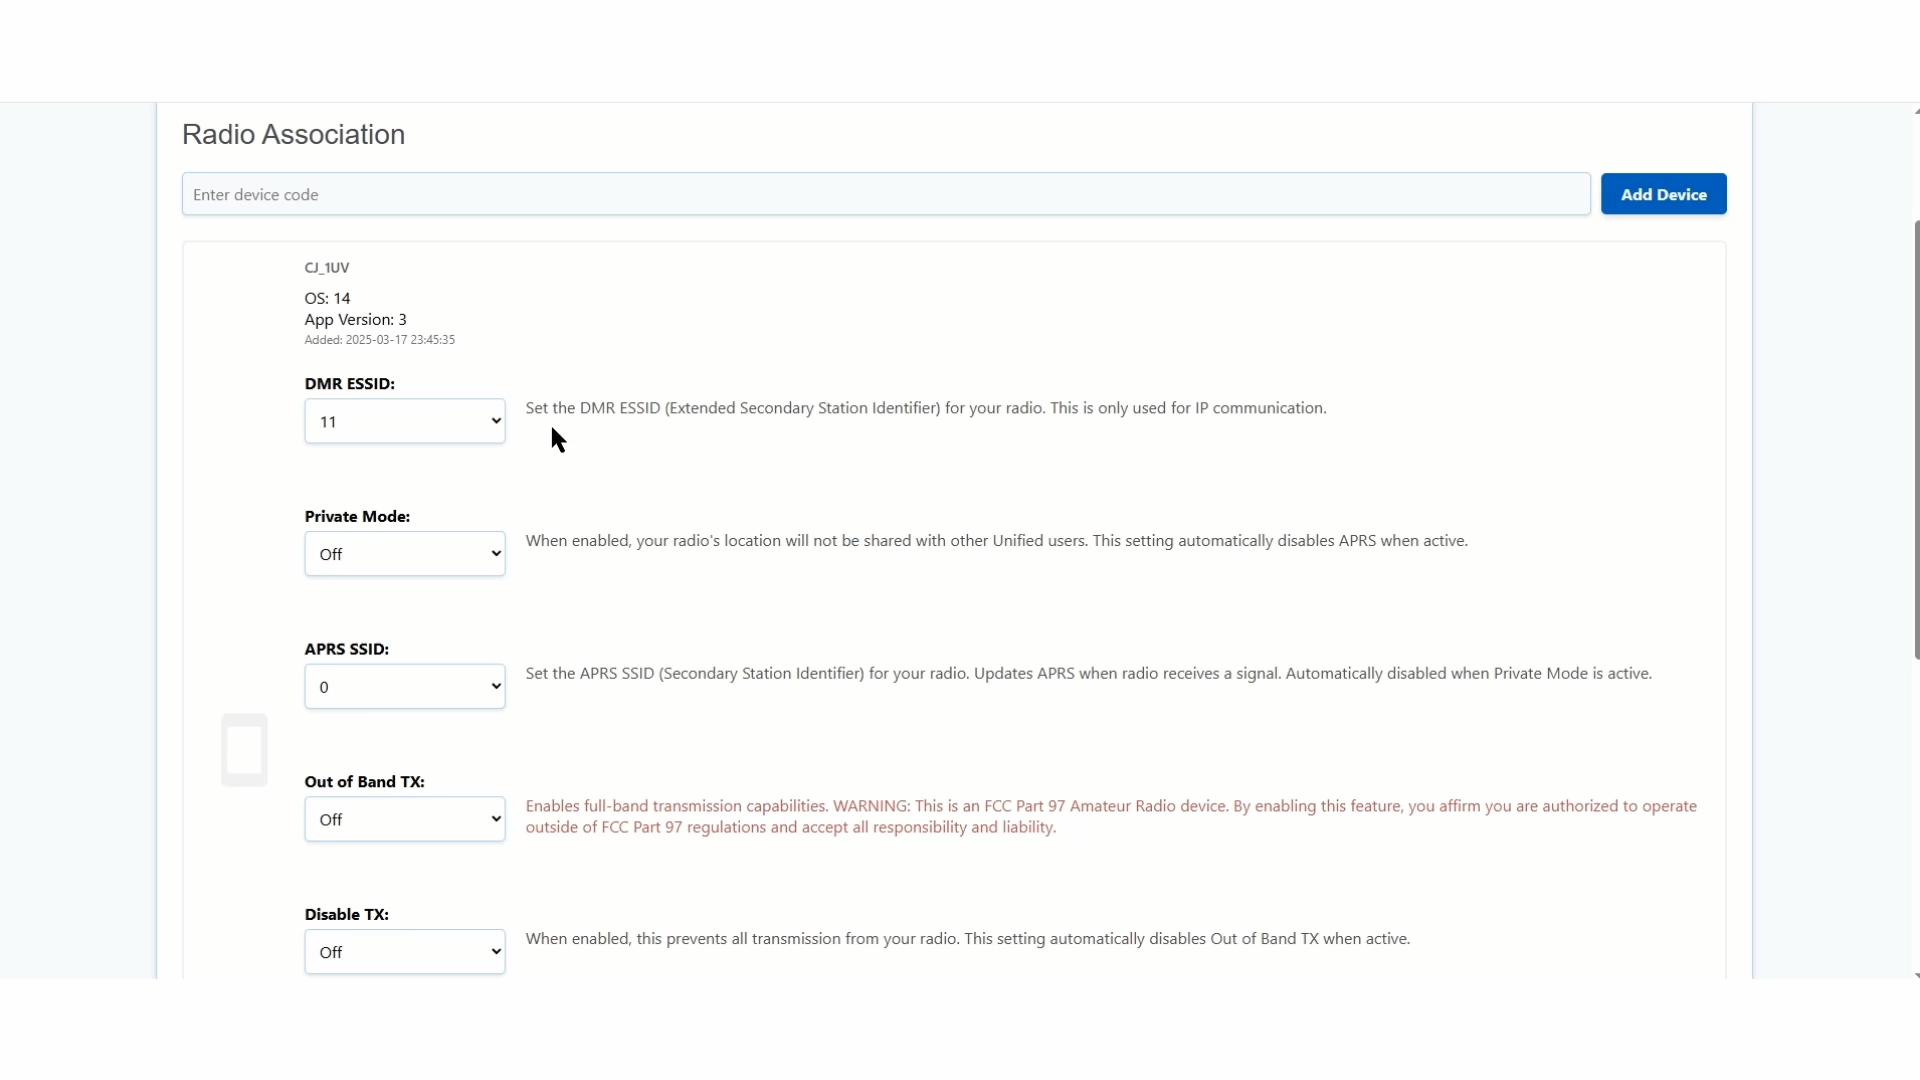 Radio Association
Enter device code
Add Device
CJ_1UV
OS: 14
App Version: 3
Added: 2025-03-17 23:45:35
DMR ESSID:
11
Set the DMR ESSID (Extended Secondary Station Identifier) for your radio. This is only used for IP communication.
Private Mode:
Off
When enabled, your radio's location will not be shared with other Unified users. This setting automatically disables APRS when active.
APRS SSID:
0
Set the APRS SSID (Secondary Station Identifier) for your radio. Updates APRS when radio receives a signal. Automatically disabled when Private Mode is active.
Out of Band TX:
Off
Enables full-band transmission capabilities. WARNING: This is an FCC Part 97 Amateur Radio device. By enabling this feature, you affirm you are authorized to operate
outside of FCC Part 97 regulations and accept all responsibility and liability.
Disable TX:
Off
When enabled, this prevents all transmission from your radio. This setting automatically disables Out of Band TX when active.